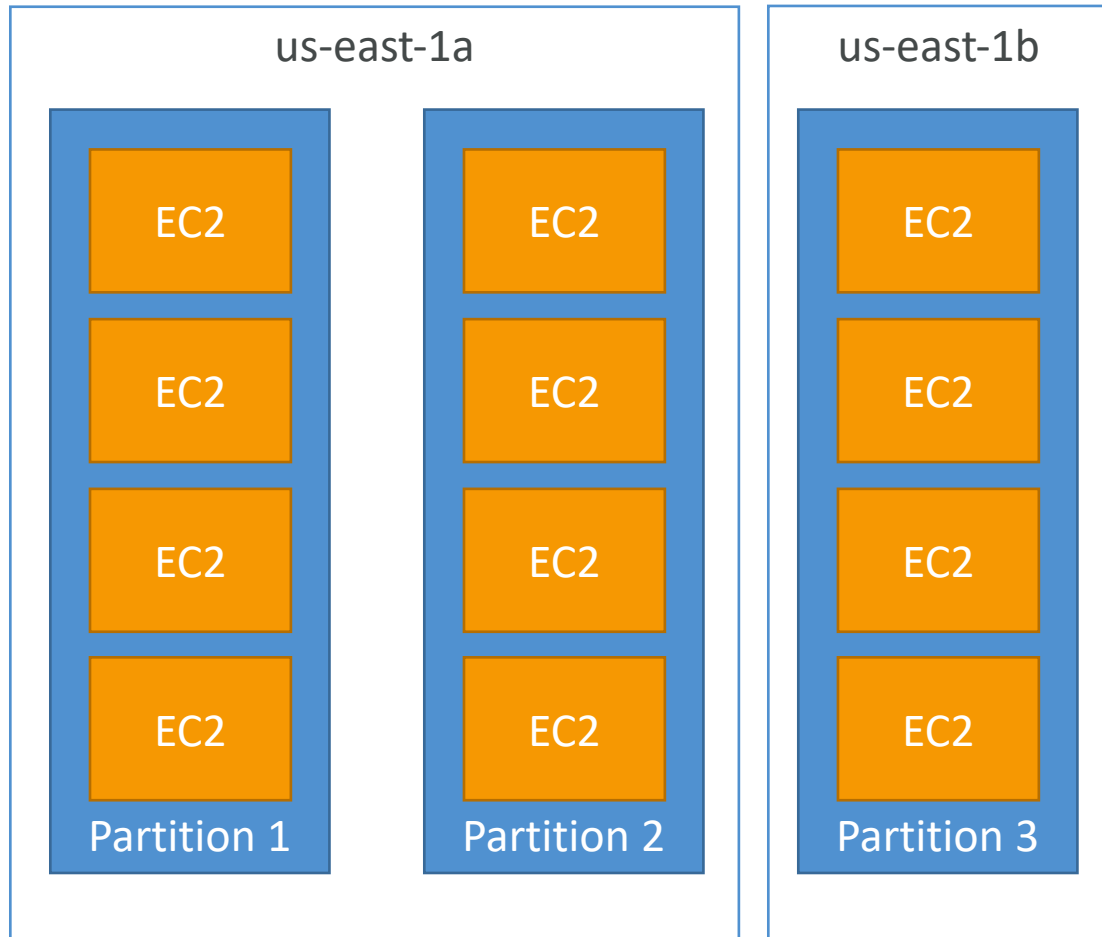 us-east-1a
EC2
EC2
EC2
EC2
Partition 1
EC2
EC2
EC2
EC2
Partition 2
us-east-1b
EC2
EC2
EC2
EC2
Partition 3